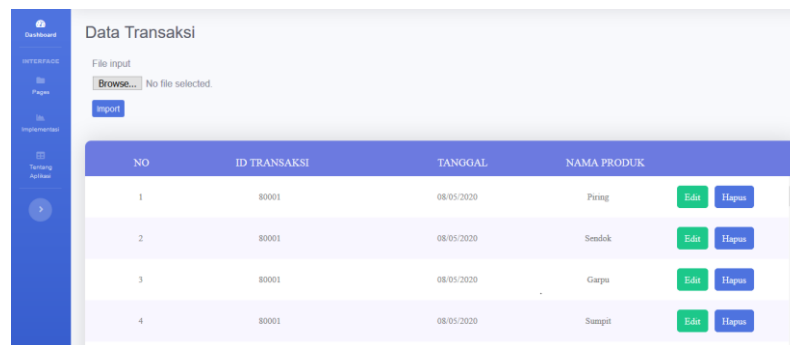 Dashboard
INTERFACE
Pages
Implementasi
Tentang
Aplikasi
Data Transaksi
File input
Browse... No file selected.
Import
NO ID TRANSAKSI TANGGAL NAMA PRODUK
1 80001 08/05/2020 Piring Edit Hapus
2 80001 08/05/2020 Sendok Edit Hapus
3 80001 08/05/2020 Garpu Edit Hapus
4 80001 08/05/2020 Sumpit Edit Hapus